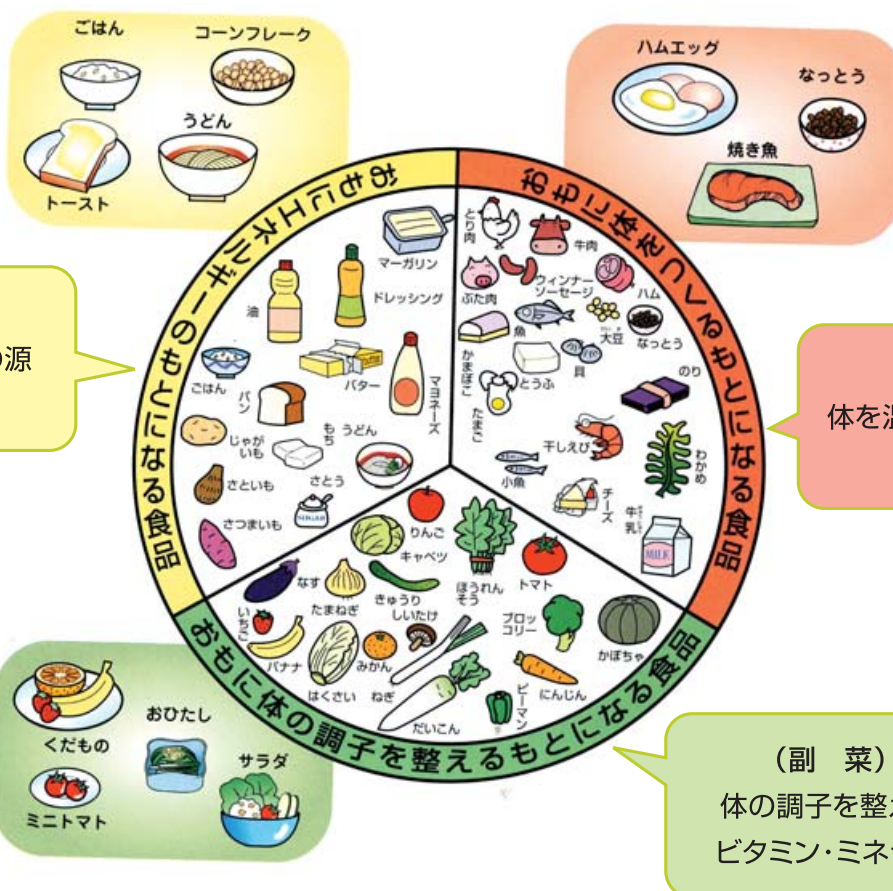 ごはん
コーンフレーク
うどん
トースト
ハムエッグ
なっとう
焼き魚
の源
おもにエネルギーのもとになる食品
マーガリン
油
ドレッシング
ごはん
バター
パン
マヨネーズ
じゃが
いも
もち
うどん
さといも
さとう
SUGAR
さつまいも
おもに体をつくるもとになる食品
とり肉
牛肉
ぶた肉
ウィンナー
ソーセージ
ハム
魚
大豆
なっとう
かまぼこ
とうふ
貝
のり
たまご
干しえび
わかめ
小魚
チーズ
牛乳
MILK
体を温
おもに体の調子を整えるもとになる食品
りんご
キャベツ
なす
たまねぎ
きゅうり
しいたけ
ほうれん
そう
トマト
いちご
バナナ
はくさい
みかん
ねぎ
だいこん
ブロッ
コリー
かぼちゃ
にんじん
ピーマン
くだもの
おひたし
サラダ
ミニトマト
(副　菜)
体の調子を整え
ビタミン・ミネ